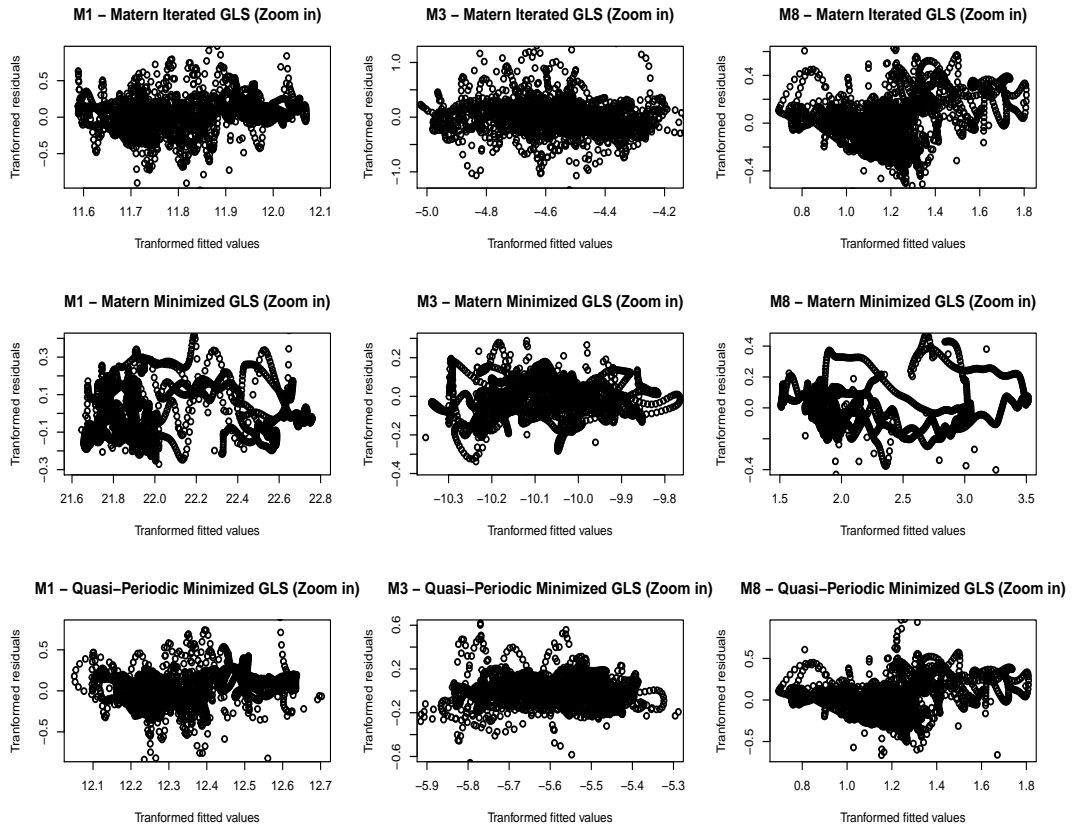 M1 − Matern Iterated GLS (Zoom in)
Tranformed residuals
0.5
0.0
−0.5
11.6 11.7 11.8 11.9 12.0 12.1
Tranformed fitted values
M3 − Matern Iterated GLS (Zoom in)
Tranformed residuals
1.0
0.0
−1.0
−5.0 −4.8 −4.6 −4.4 −4.2
Tranformed fitted values
M8 − Matern Iterated GLS (Zoom in)
Tranformed residuals
0.4
0.0
−0.4
0.8 1.0 1.2 1.4 1.6 1.8
Tranformed fitted values
M1 − Matern Minimized GLS (Zoom in)
Tranformed residuals
0.3
0.1
−0.1
−0.3
21.6 21.8 22.0 22.2 22.4 22.6 22.8
Tranformed fitted values
M3 − Matern Minimized GLS (Zoom in)
Tranformed residuals
0.2
0.0
−0.2
−0.4
−10.3 −10.2 −10.1 −10.0 −9.9 −9.8
Tranformed fitted values
M8 − Matern Minimized GLS (Zoom in)
Tranformed residuals
0.4
0.0
−0.4
1.5 2.0 2.5 3.0 3.5
Tranformed fitted values
M1 − Quasi−Periodic Minimized GLS (Zoom in)
Tranformed residuals
0.5
0.0
−0.5
12.1 12.2 12.3 12.4 12.5 12.6 12.7
Tranformed fitted values
M3 − Quasi−Periodic Minimized GLS (Zoom in)
Tranformed residuals
0.6
0.2
−0.2
−0.6
−5.9 −5.8 −5.7 −5.6 −5.5 −5.4 −5.3
Tranformed fitted values
M8 − Quasi−Periodic Minimized GLS (Zoom in)
Tranformed residuals
0.5
0.0
−0.5
0.8 1.0 1.2 1.4 1.6 1.8
Tranformed fitted values